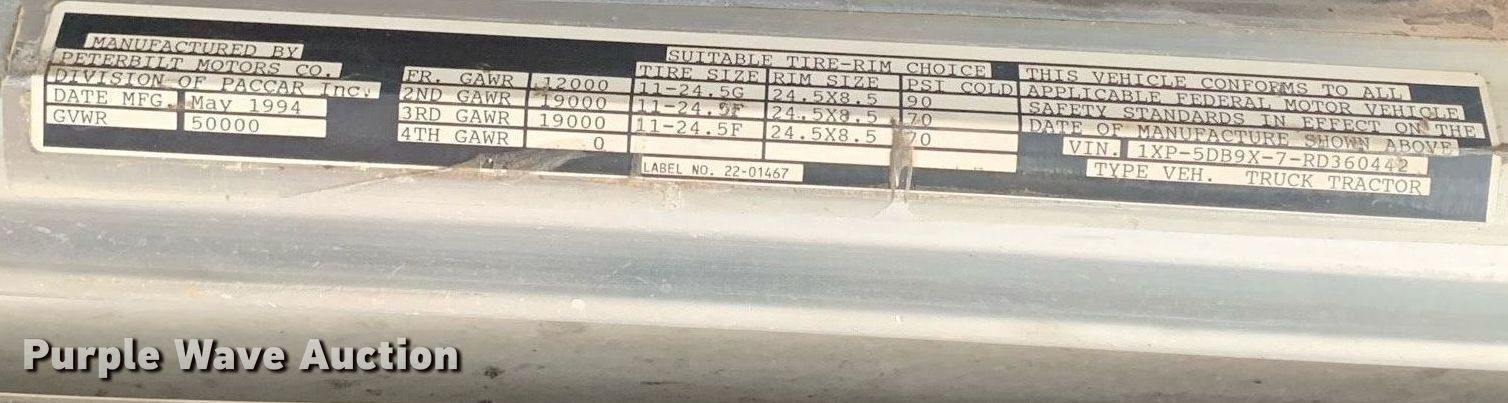 MANUFACTURED BY
PETERBILT MOTORS CO.
DIVISION OF PACCAR Inc.
DATE MFG. May 1994
GVWR 50000
FR. GAWR 12000
2ND GAWR 19000
3RD GAWR 19000
4TH GAWR 0
SUITABLE TIRE-RIM CHOICE
TIRE SIZE RIM SIZE PSI COLD
11-24.5G 24.5X8.5 90
11-24.5F 24.5X8.5 70
11-24.5F 24.5X8.5 70
LABEL NO. 22-01467
THIS VEHICLE CONFORMS TO ALL
APPLICABLE FEDERAL MOTOR VEHICLE
SAFETY STANDARDS IN EFFECT ON THE
DATE OF MANUFACTURE SHOWN ABOVE
VIN. 1XP-5DB9X-7-RD360442
TYPE VEH. TRUCK TRACTOR
Purple Wave Auction